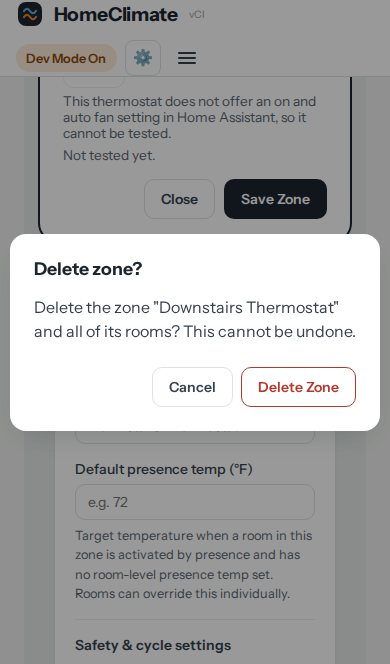 HomeClimate vCI
Dev Mode On
This thermostat does not offer an on and
auto fan setting in Home Assistant, so it
cannot be tested.
Not tested yet.
Close Save Zone
Delete zone?
Delete the zone "Downstairs Thermostat"
and all of its rooms? This cannot be undone.
Cancel Delete Zone
Default presence temp (°F)
e.g. 72
Target temperature when a room in this
zone is activated by presence and has
no room-level presence temp set.
Rooms can override this individually.
Safety & cycle settings